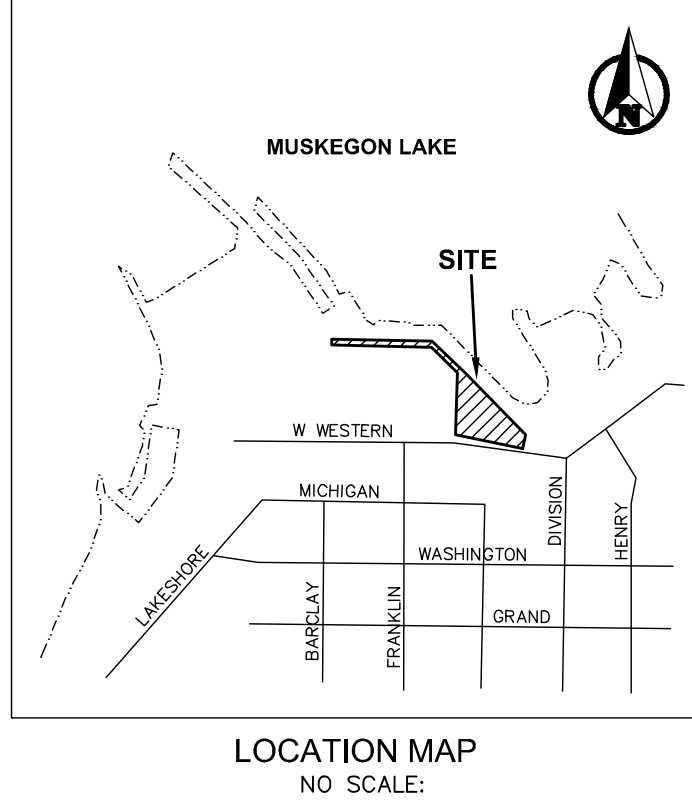 N
MUSKEGON LAKE
SITE
W WESTERN
MICHIGAN
DIVISION
HENRY
WASHINGTON
LAKESHORE
BARCLAY
FRANKLIN
GRAND
LOCATION MAP
NO SCALE: